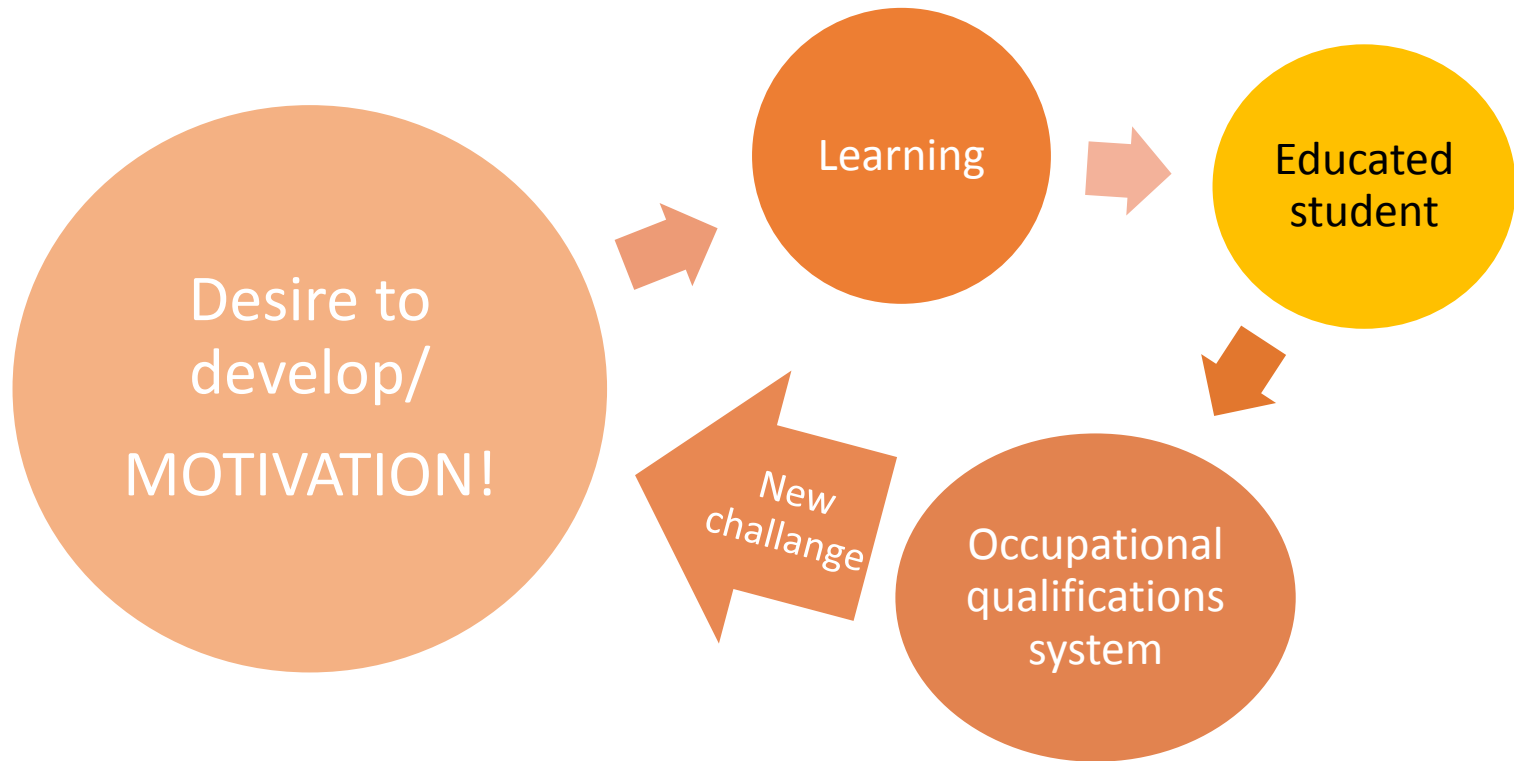 Desire to
develop/
MOTIVATION!
Learning
Educated
student
Occupational
qualifications
system
New
challange